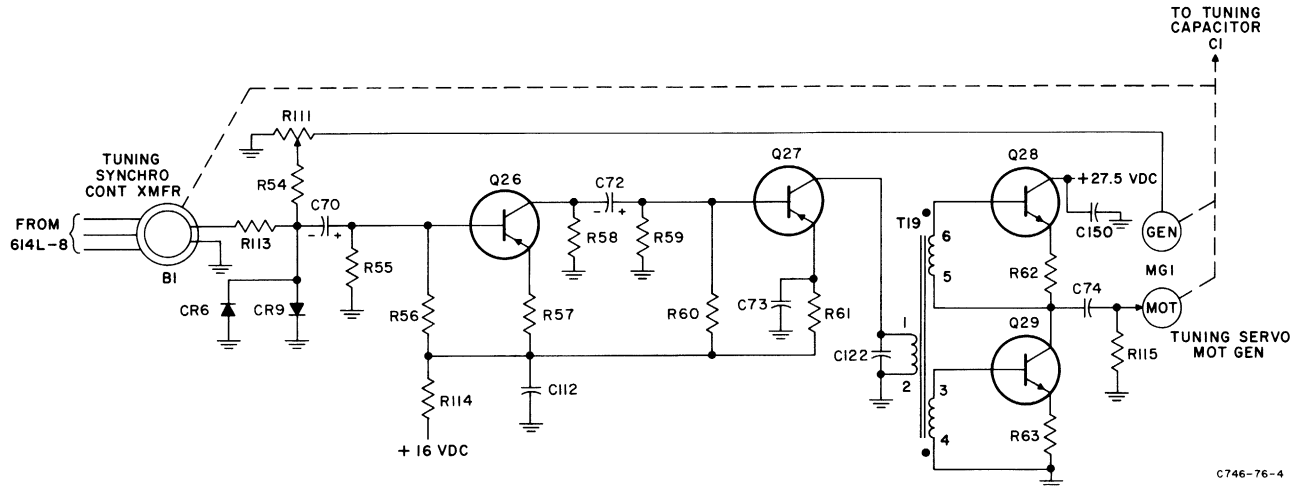 TO TUNING
CAPACITOR
C1
R111
TUNING
SYNCHRO
CONT XMFR
R54
Q26
Q27
Q28
+27.5 VDC
C70
C72
FROM
614L-8
R113
B1
R55
R58
R59
T19
C150
GEN
MG1
6
5
R62
C74
MOT
TUNING SERVO
MOT GEN
CR6
CR9
R56
R57
R60
C73
R61
Q29
1
C122
2
R115
3
4
R114
C112
R63
+ 16 VDC
- +
- +
C746-76-4